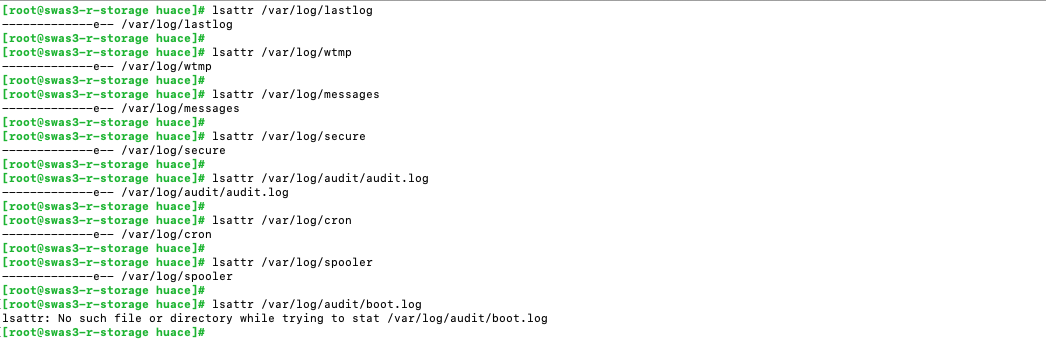 [root@swas3-r-storage huace]# lsattr /var/log/lastlog
-------------e-- /var/log/lastlog
[root@swas3-r-storage huace]#
[root@swas3-r-storage huace]# lsattr /var/log/wtmp
-------------e-- /var/log/wtmp
[root@swas3-r-storage huace]#
[root@swas3-r-storage huace]# lsattr /var/log/messages
-------------e-- /var/log/messages
[root@swas3-r-storage huace]#
[root@swas3-r-storage huace]# lsattr /var/log/secure
-------------e-- /var/log/secure
[root@swas3-r-storage huace]#
[root@swas3-r-storage huace]# lsattr /var/log/audit/audit.log
-------------e-- /var/log/audit/audit.log
[root@swas3-r-storage huace]#
[root@swas3-r-storage huace]# lsattr /var/log/cron
-------------e-- /var/log/cron
[root@swas3-r-storage huace]#
[root@swas3-r-storage huace]# lsattr /var/log/spooler
-------------e-- /var/log/spooler
[root@swas3-r-storage huace]#
[root@swas3-r-storage huace]# lsattr /var/log/audit/boot.log
lsattr: No such file or directory while trying to stat /var/log/audit/boot.log
[root@swas3-r-storage huace]#